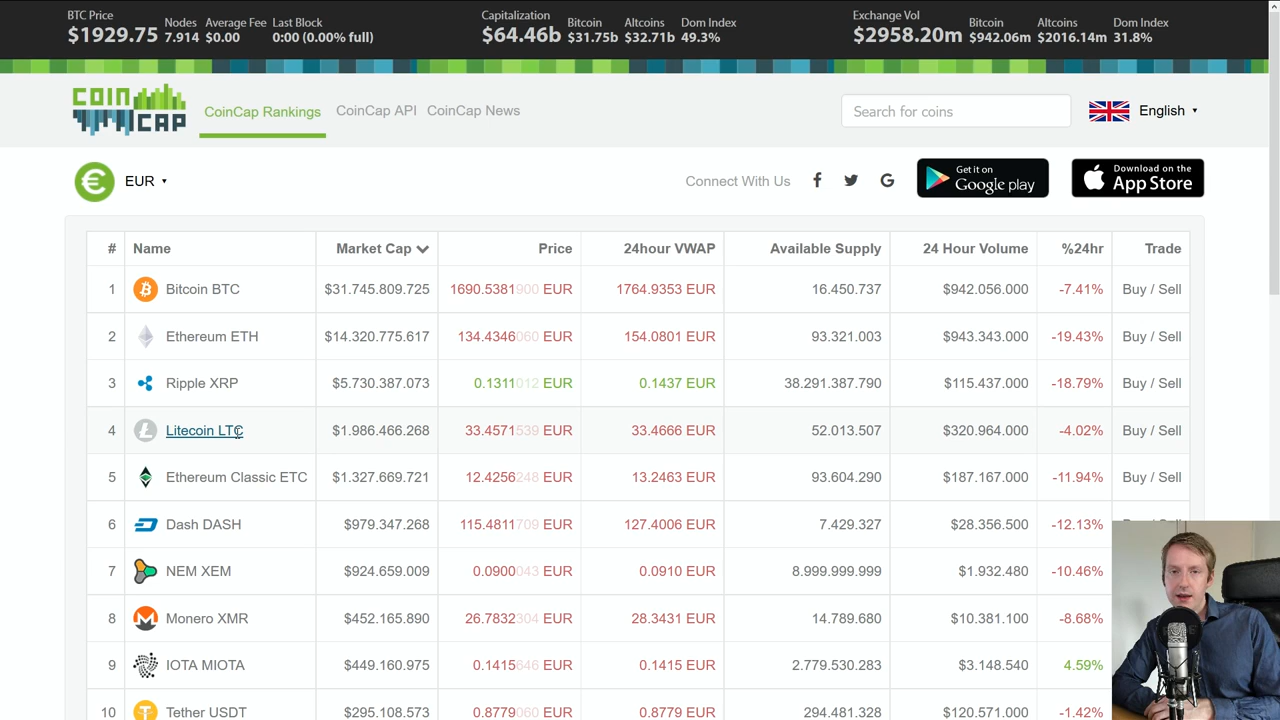 BTC Price Nodes Average Fee Last Block Capitalization Bitcoin Altcoins Dom Index Exchange Vol Bitcoin Altcoins Dom Index
$1929.75 7.914 $0.00 0:00 (0.00% full) $64.46b $31.75b $32.71b 49.3% $2958.20m $942.06m $2016.14m 31.8%
COIN CAP CoinCap Rankings CoinCap API CoinCap News Search for coins English
EUR Connect With Us Get it on Google play Download on the App Store
# Name Market Cap Price 24hour VWAP Available Supply 24 Hour Volume %24hr Trade
1 Bitcoin BTC $31.745.809.725 1690.5381900 EUR 1764.9353 EUR 16.450.737 $942.056.000 -7.41% Buy / Sell
2 Ethereum ETH $14.320.775.617 134.4346060 EUR 154.0801 EUR 93.321.003 $943.343.000 -19.43% Buy / Sell
3 Ripple XRP $5.730.387.073 0.1311012 EUR 0.1437 EUR 38.291.387.790 $115.437.000 -18.79% Buy / Sell
4 Litecoin LTC $1.986.466.268 33.4571539 EUR 33.4666 EUR 52.013.507 $320.964.000 -4.02% Buy / Sell
5 Ethereum Classic ETC $1.327.669.721 12.4256248 EUR 13.2463 EUR 93.604.290 $187.167.000 -11.94% Buy / Sell
6 Dash DASH $979.347.268 115.4811709 EUR 127.4006 EUR 7.429.327 $28.356.500 -12.13%
7 NEM XEM $924.659.009 0.0900043 EUR 0.0910 EUR 8.999.999.999 $1.932.480 -10.46%
8 Monero XMR $452.165.890 26.7832304 EUR 28.3431 EUR 14.789.680 $10.381.100 -8.68%
9 IOTA MIOTA $449.160.975 0.1415646 EUR 0.1415 EUR 2.779.530.283 $3.148.540 4.59%
10 Tether USDT $295.108.573 0.8779060 EUR 0.8779 EUR 294.481.328 $120.571.000 -1.42%